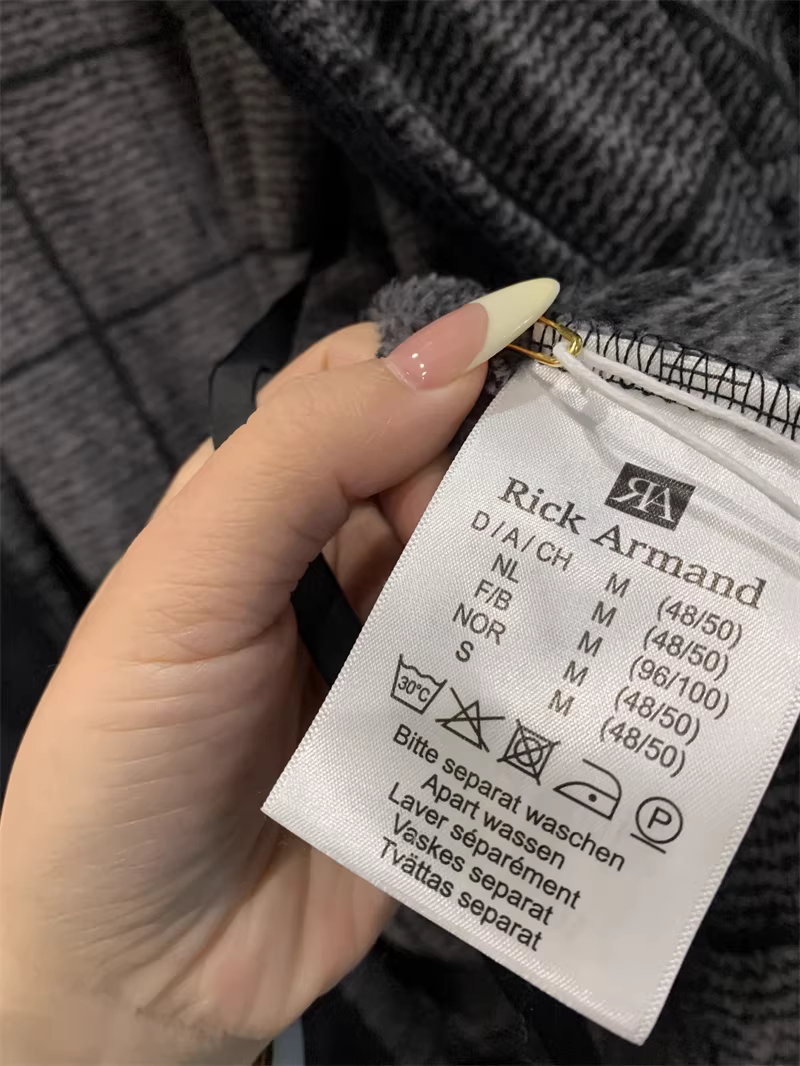 RA
Rick Armand
D/A/CH M (48/50)
NL M (48/50)
F/B M (96/100)
NOR M (48/50)
S M (48/50)
30°C P
Bitte separat waschen
Apart wassen
Laver séparément
Vaskes separat
Tvättas separat